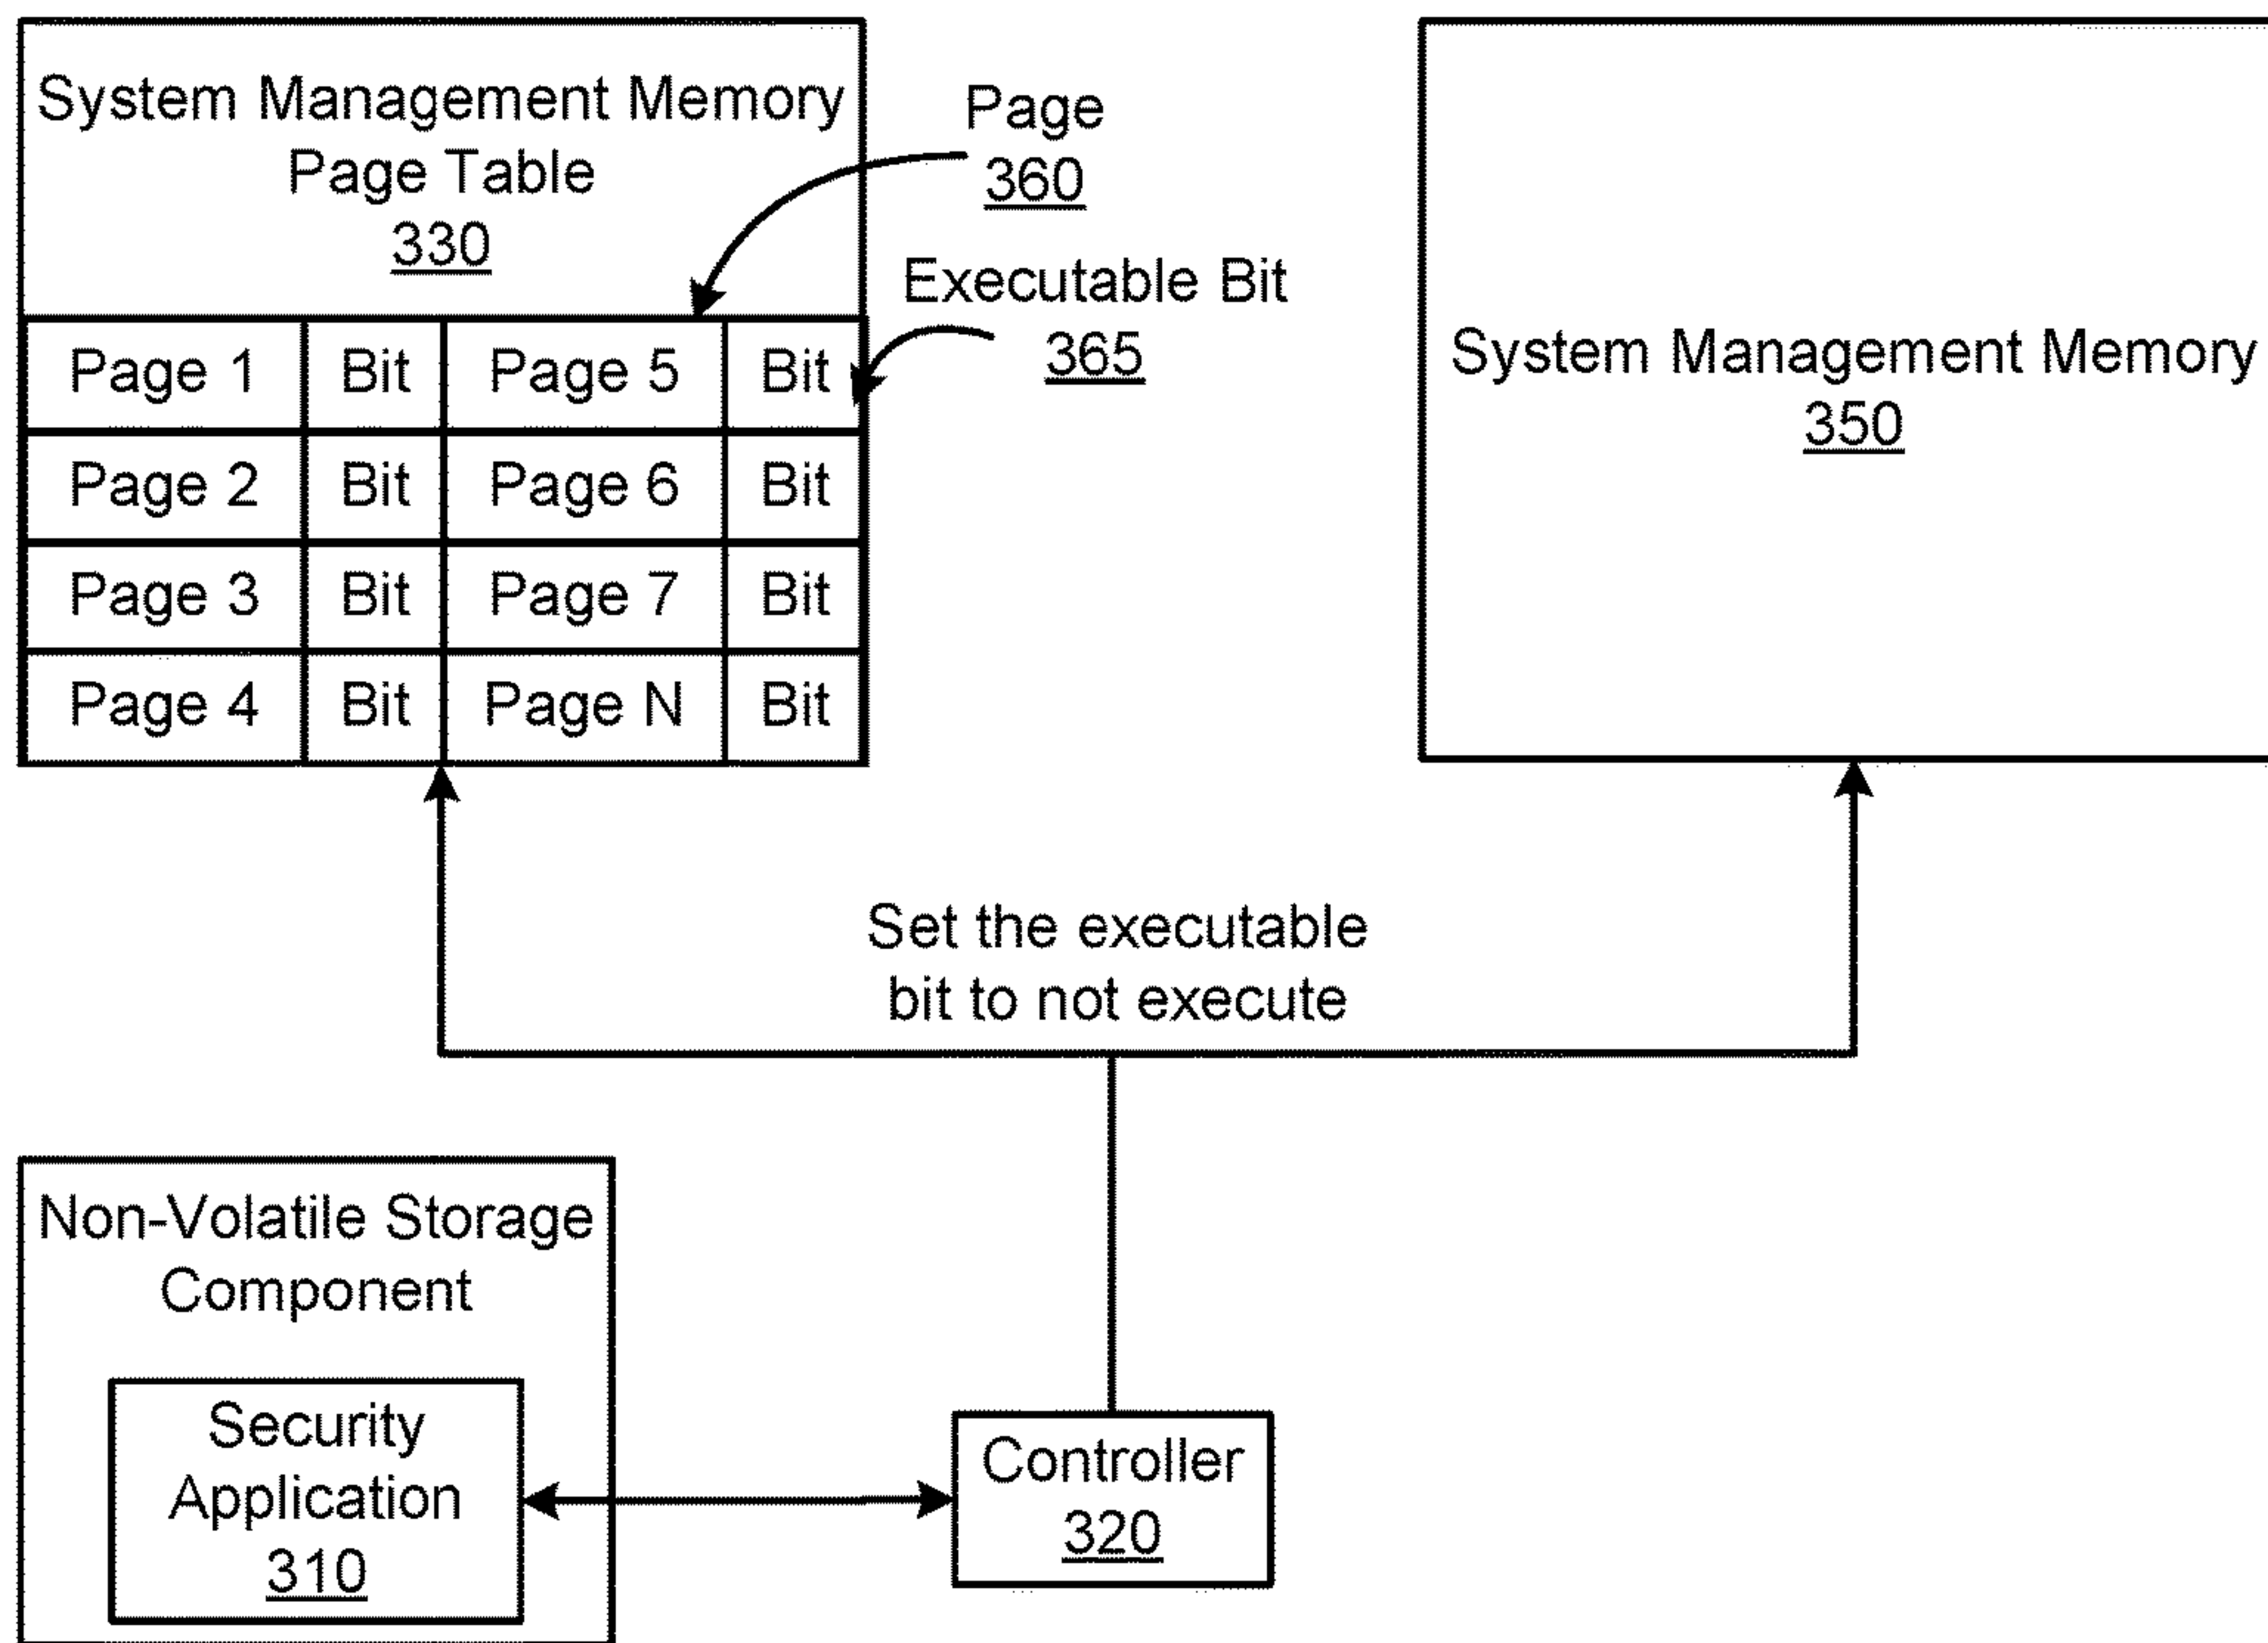 System Management Memory
Page Table
330
Page
360
Executable Bit
365
Page 1 Bit Page 5 Bit
Page 2 Bit Page 6 Bit
Page 3 Bit Page 7 Bit
Page 4 Bit Page N Bit
System Management Memory
350
Set the executable
bit to not execute
Non-Volatile Storage
Component
Security
Application
310
Controller
320